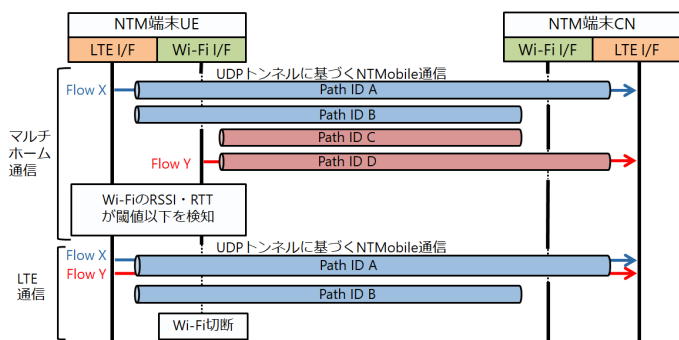 NTM端末UE
NTM端末CN
LTE I/F
Wi-Fi I/F
Wi-Fi I/F
LTE I/F
UDPトンネルに基づくNTMobile通信
Flow X
Path ID A
Path ID B
マルチ
ホーム
通信
Path ID C
Flow Y
Path ID D
Wi-FiのRSSI・RTT
が閾値以下を検知
UDPトンネルに基づくNTMobile通信
Flow X
Path ID A
Flow Y
LTE
通信
Path ID B
Wi-Fi切断